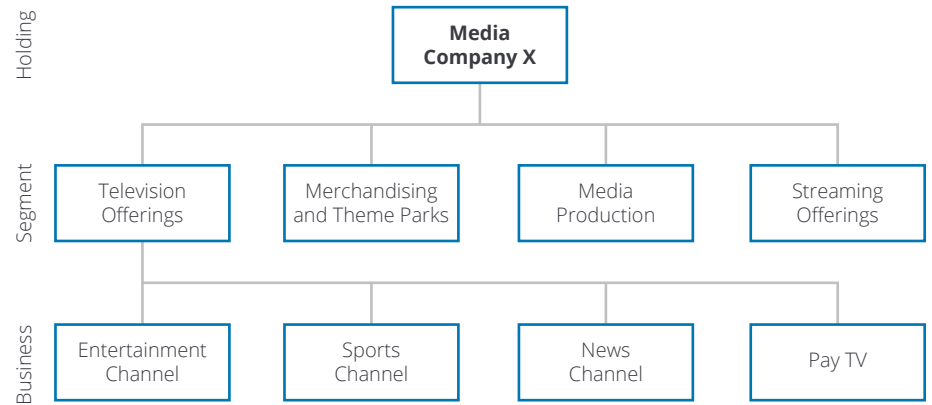 Holding
Media
Company X
Segment
Television
Offerings
Merchandising
and Theme Parks
Media
Production
Streaming
Offerings
Business
Entertainment
Channel
Sports
Channel
News
Channel
Pay TV